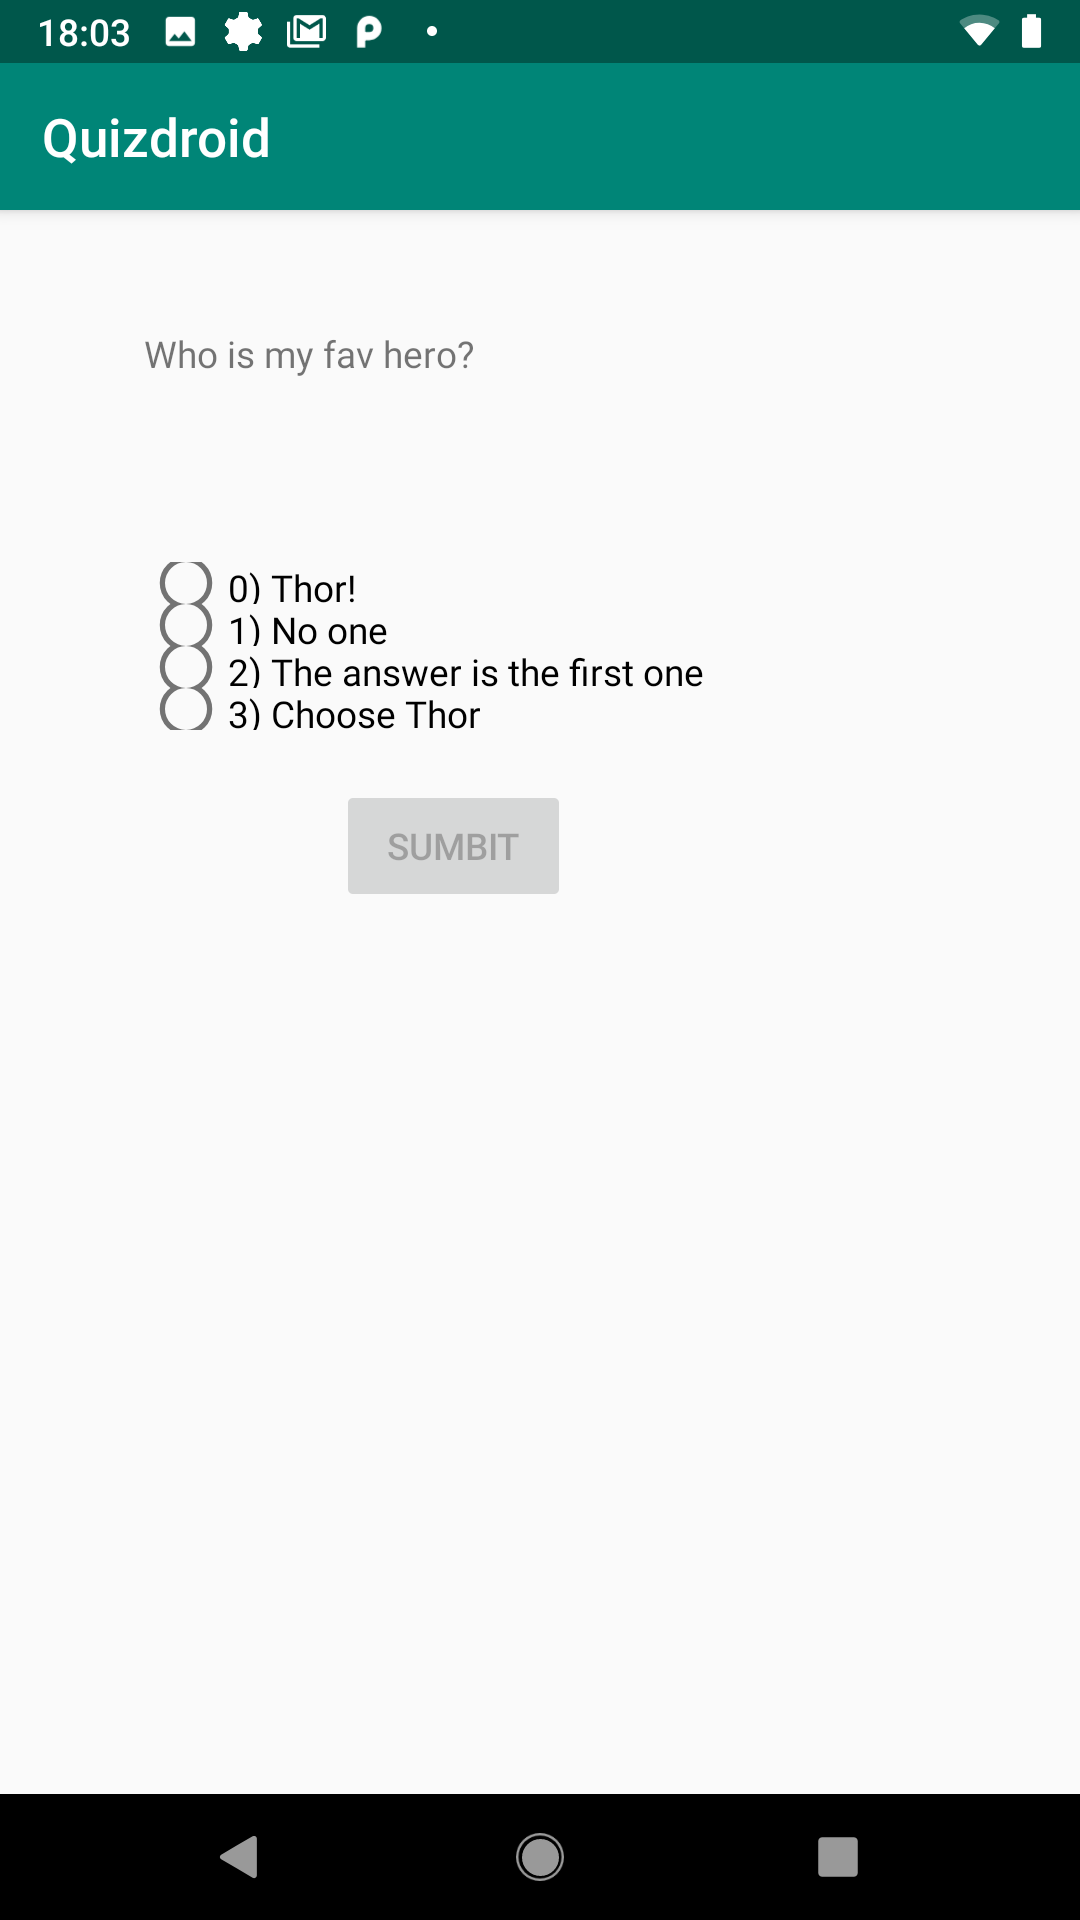 18:03
Quizdroid
Who is my fav hero?
0) Thor!
1) No one
2) The answer is the first one
3) Choose Thor
SUMBIT